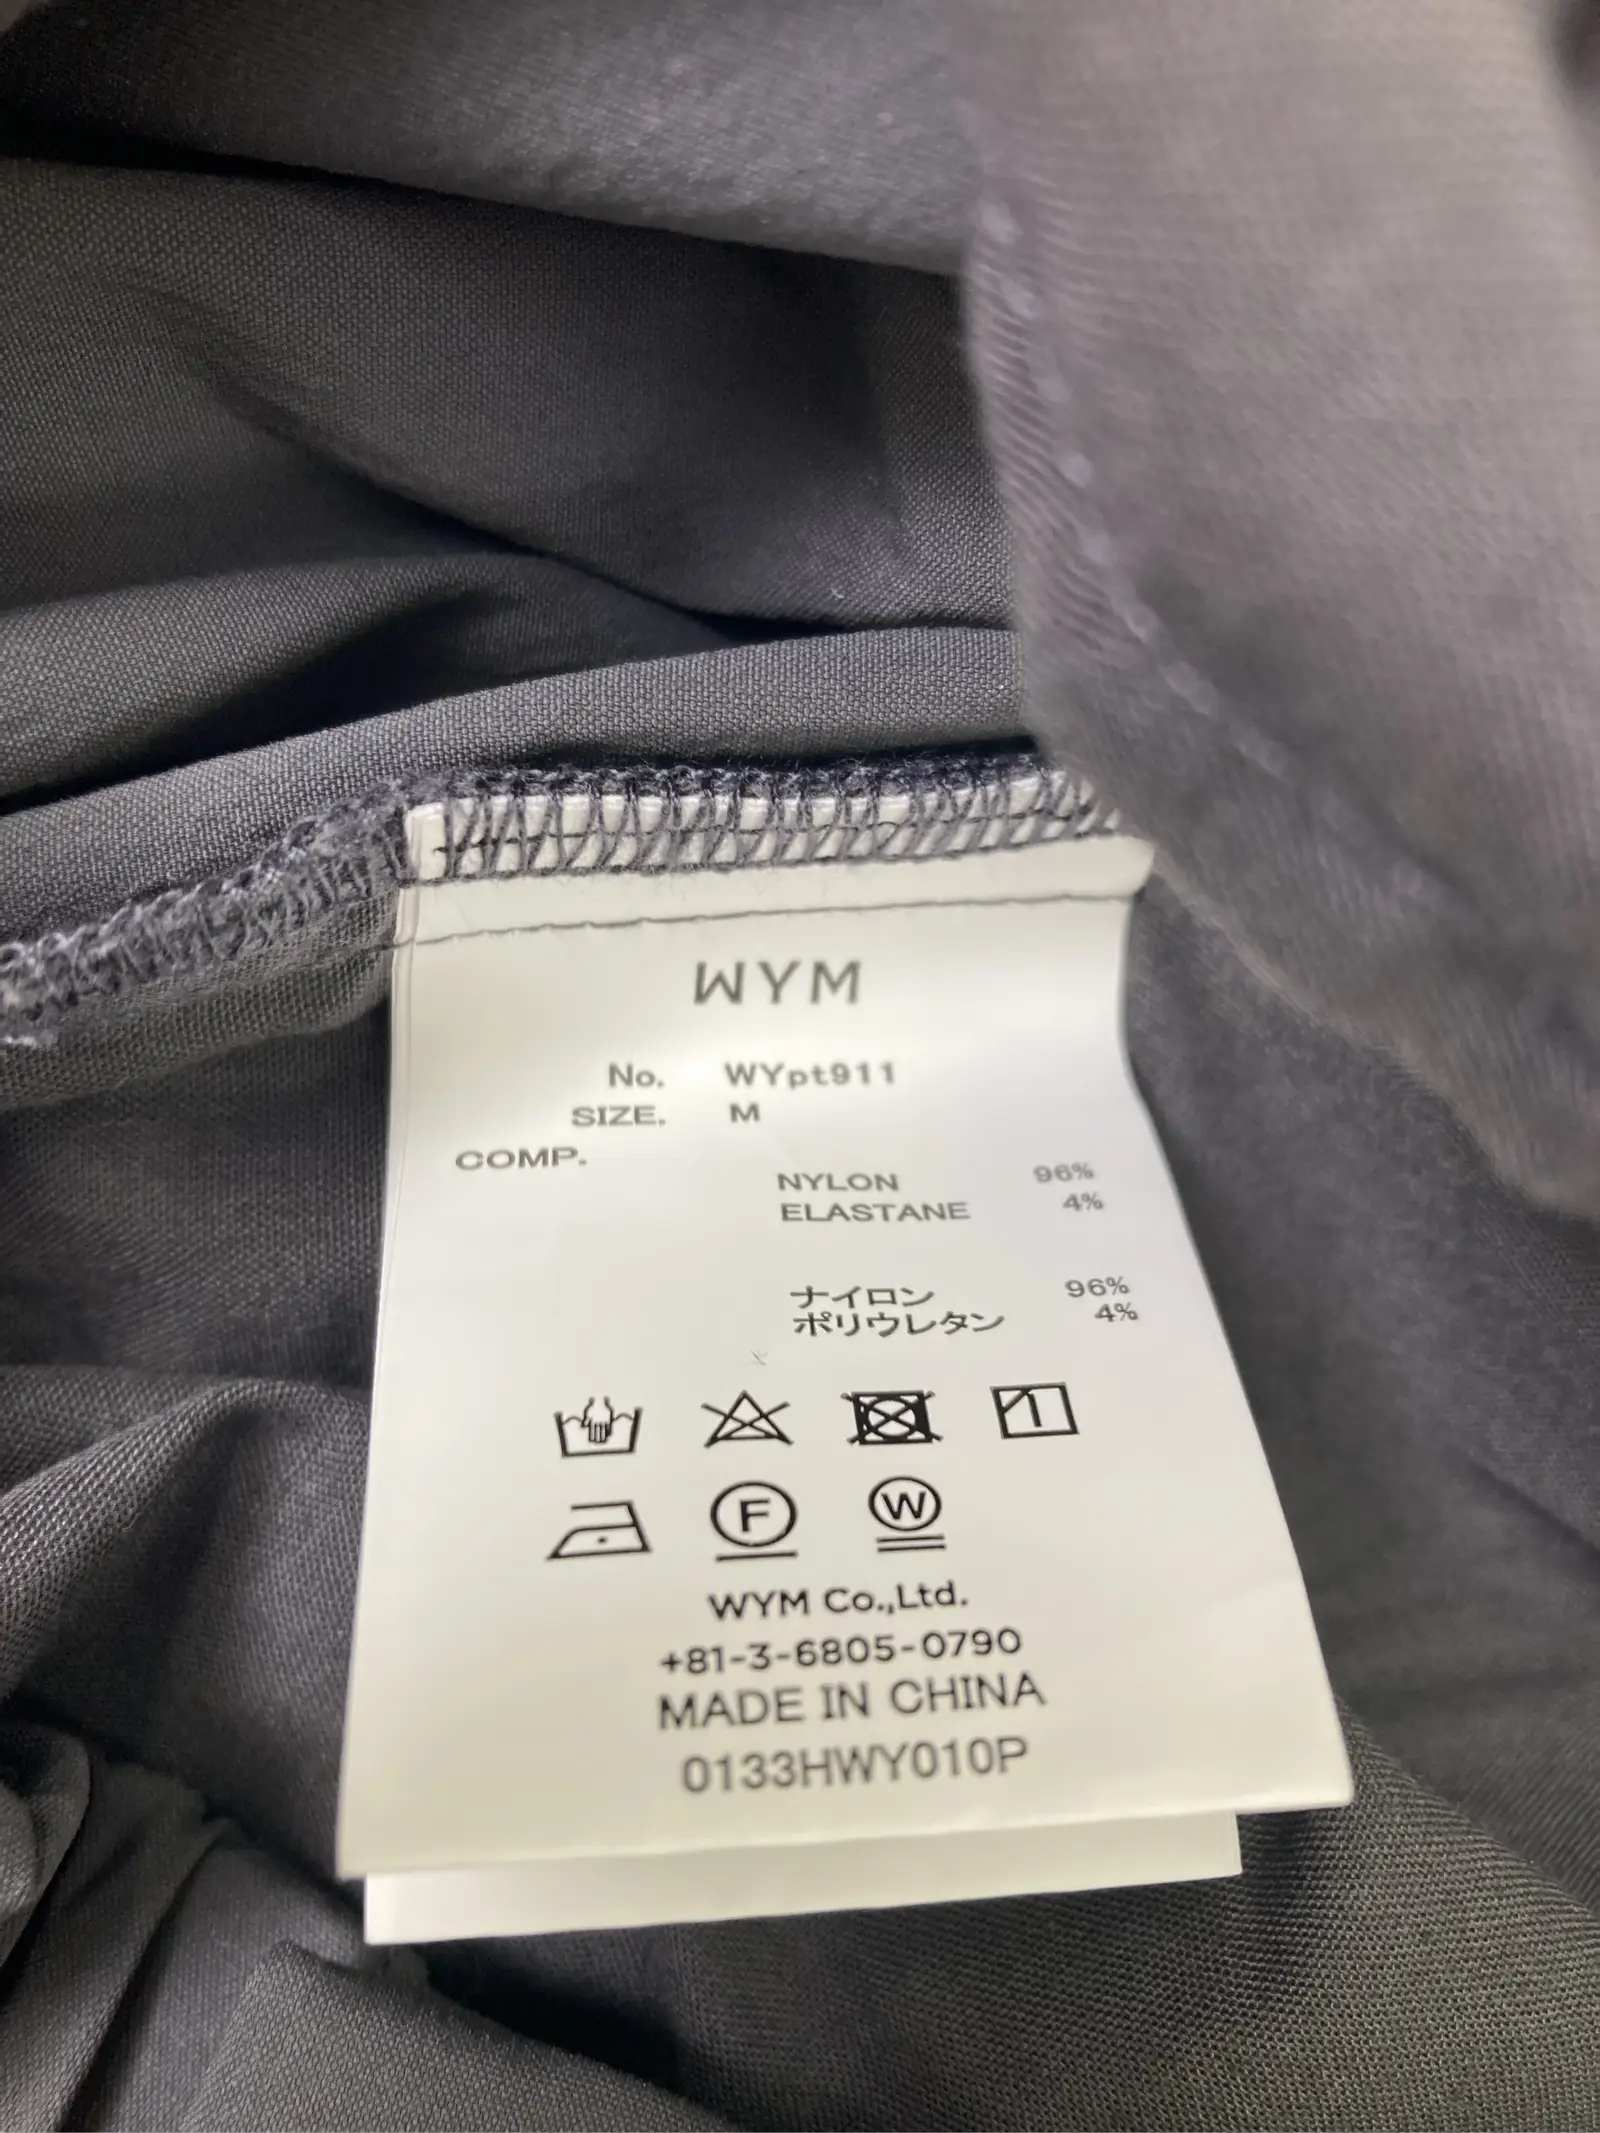 WYM
No. WYpt911
SIZE. M
COMP.
NYLON 96%
ELASTANE 4%
ナイロン 96%
ポリウレタン 4%
F W
WYM Co.,Ltd.
+81-3-6805-0790
MADE IN CHINA
0133HWY010P